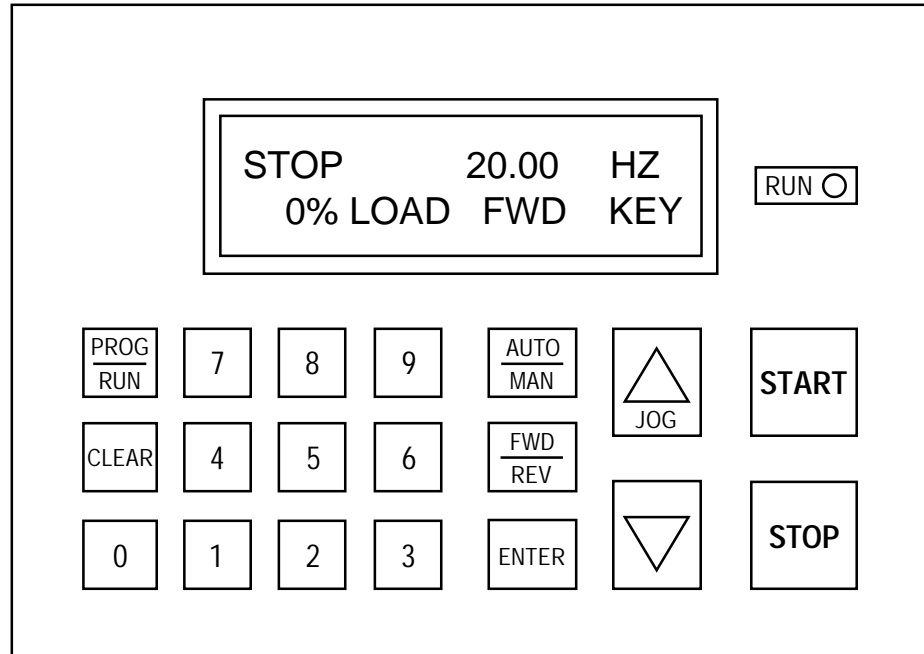 STOP 20.00 HZ
0% LOAD FWD KEY
RUN
PROG
RUN
7 8 9
AUTO
MAN
JOG
START
CLEAR
4 5 6
FWD
REV
0 1 2 3
ENTER
STOP